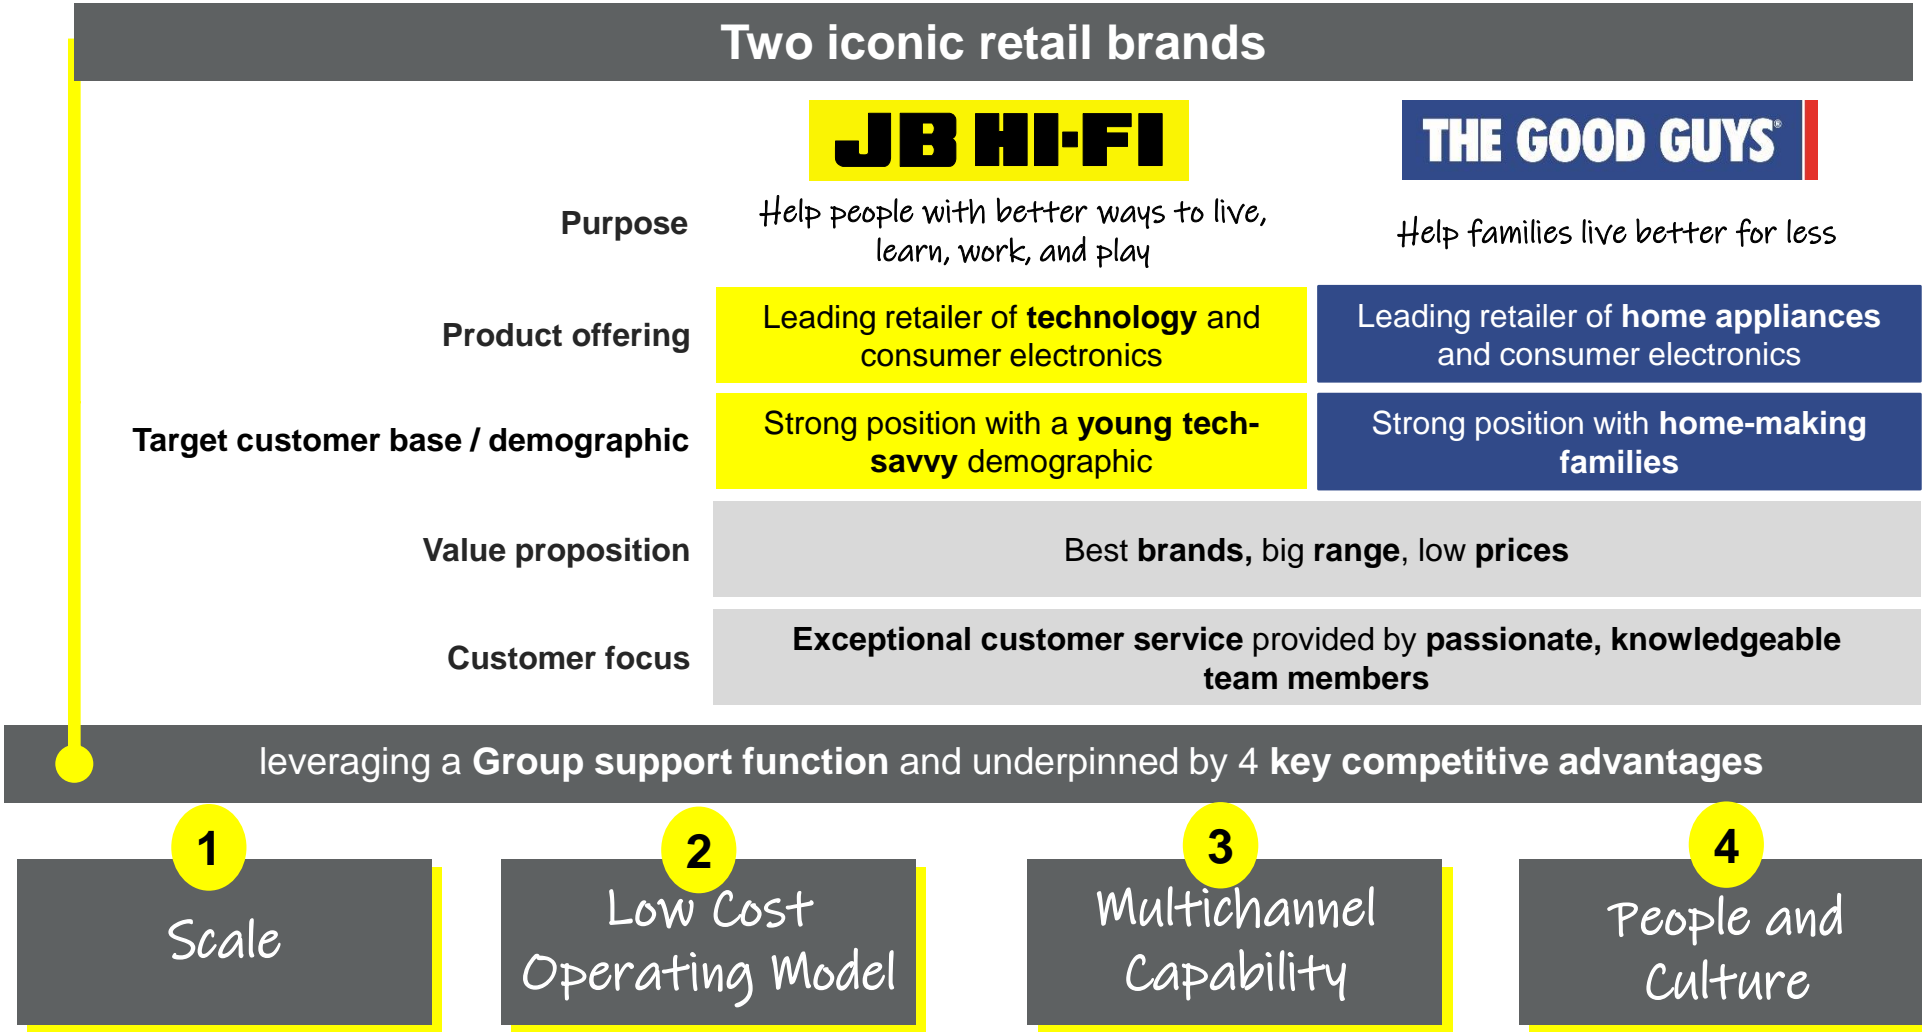 Two iconic retail brands
JB HI-FI
THE GOOD GUYS®
Purpose
Help people with better ways to live,
learn, work, and play
Help families live better for less
Product offering
Leading retailer of technology and
consumer electronics
Leading retailer of home appliances
and consumer electronics
Target customer base / demographic
Strong position with a young tech-
savvy demographic
Strong position with home-making
families
Value proposition
Best brands, big range, low prices
Customer focus
Exceptional customer service provided by passionate, knowledgeable
team members
leveraging a Group support function and underpinned by 4 key competitive advantages
1
Scale
2
Low Cost
Operating Model
3
Multichannel
Capability
4
People and
Culture